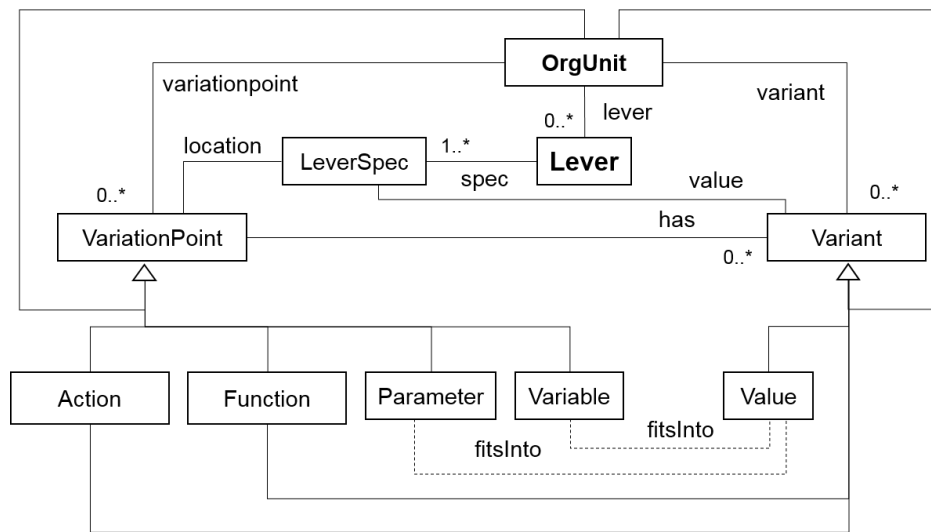 OrgUnit
variationpoint
variant
lever
0..*
location
LeverSpec
1..*
spec
Lever
value
0..*
0..*
has
VariationPoint
0..*
Variant
Action
Function
Parameter
Variable
Value
fitsInto
fitsInto